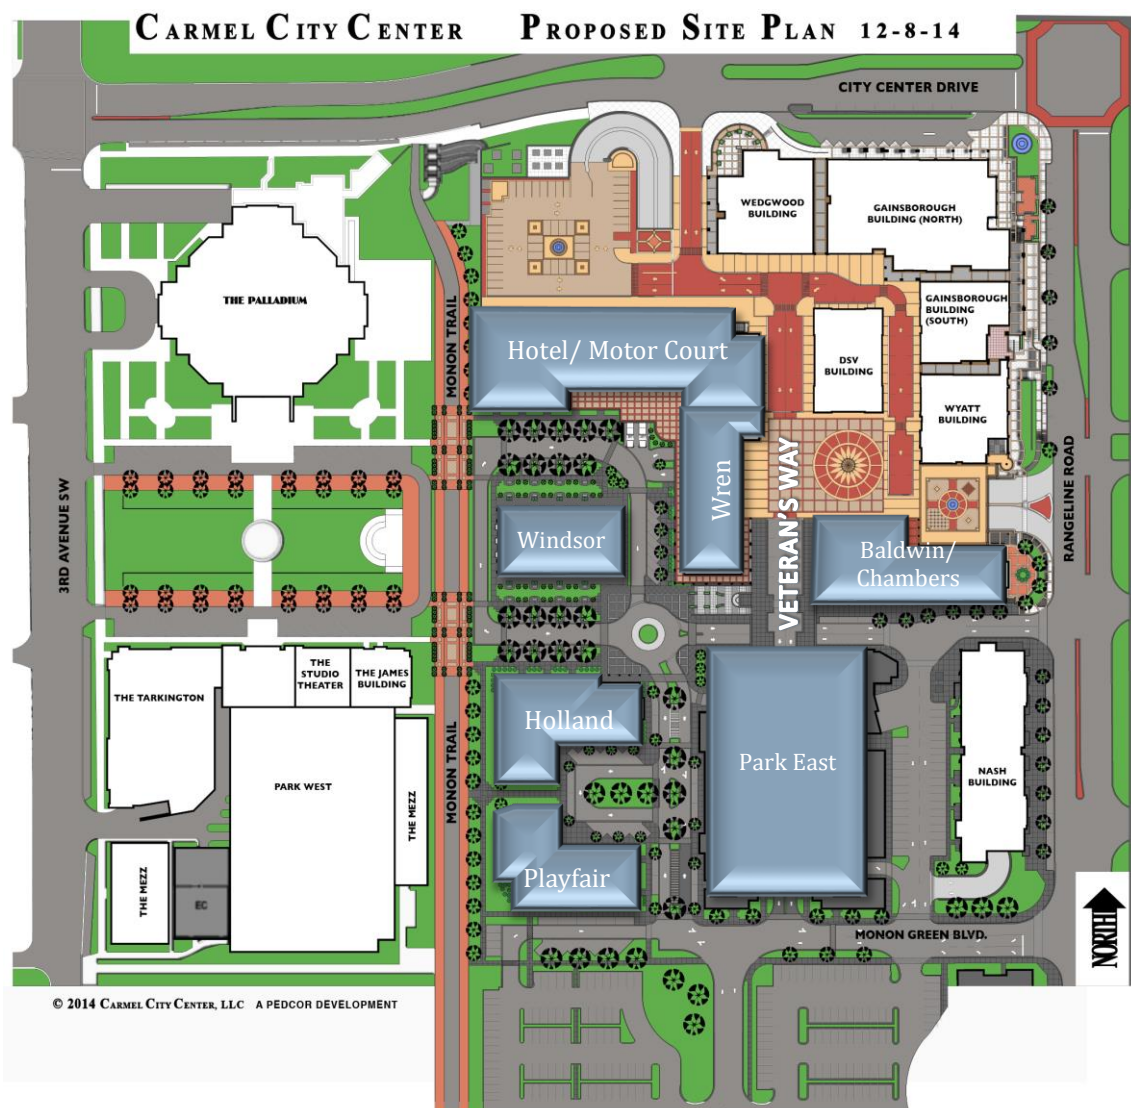 CARMEL CITY CENTER PROPOSED SITE PLAN 12-8-14
CITY CENTER DRIVE
WEDGWOOD
BUILDING
GAINSBOROUGH
BUILDING (NORTH)
THE PALLADIUM
MONON TRAIL
GAINSBOROUGH
BUILDING
(SOUTH)
Hotel/ Motor Court
DSV
BUILDING
WYATT
BUILDING
3RD AVENUE SW
Wren
VETERAN'S WAY
RANGELINE ROAD
Windsor
Baldwin/
Chambers
THE TARKINGTON
THE
STUDIO
THEATER
THE JAMES
BUILDING
Holland
Park East
NASH
BUILDING
PARK WEST
MONON TRAIL
THE MEZZ
THE MEZZ
EC
Playfair
MONON GREEN BLVD.
NORTH
© 2014 CARMEL CITY CENTER, LLC A PEDCOR DEVELOPMENT